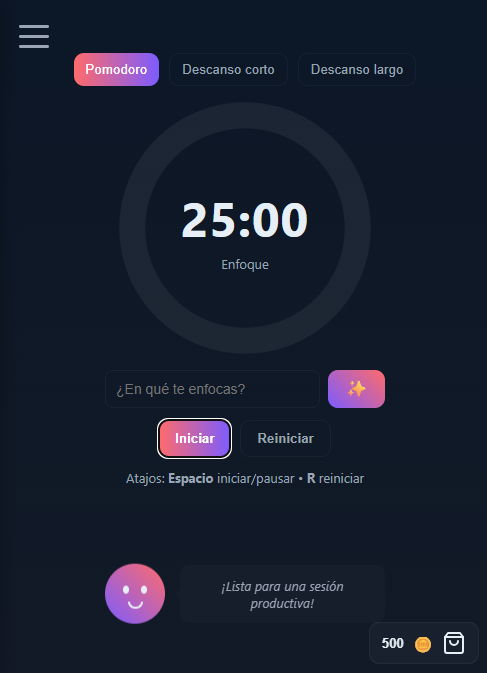 Pomodoro Descanso corto Descanso largo
25:00
Enfoque
¿En qué te enfocas?
Iniciar Reiniciar
Atajos: Espacio iniciar/pausar • R reiniciar
¡Lista para una sesión
productiva!
500